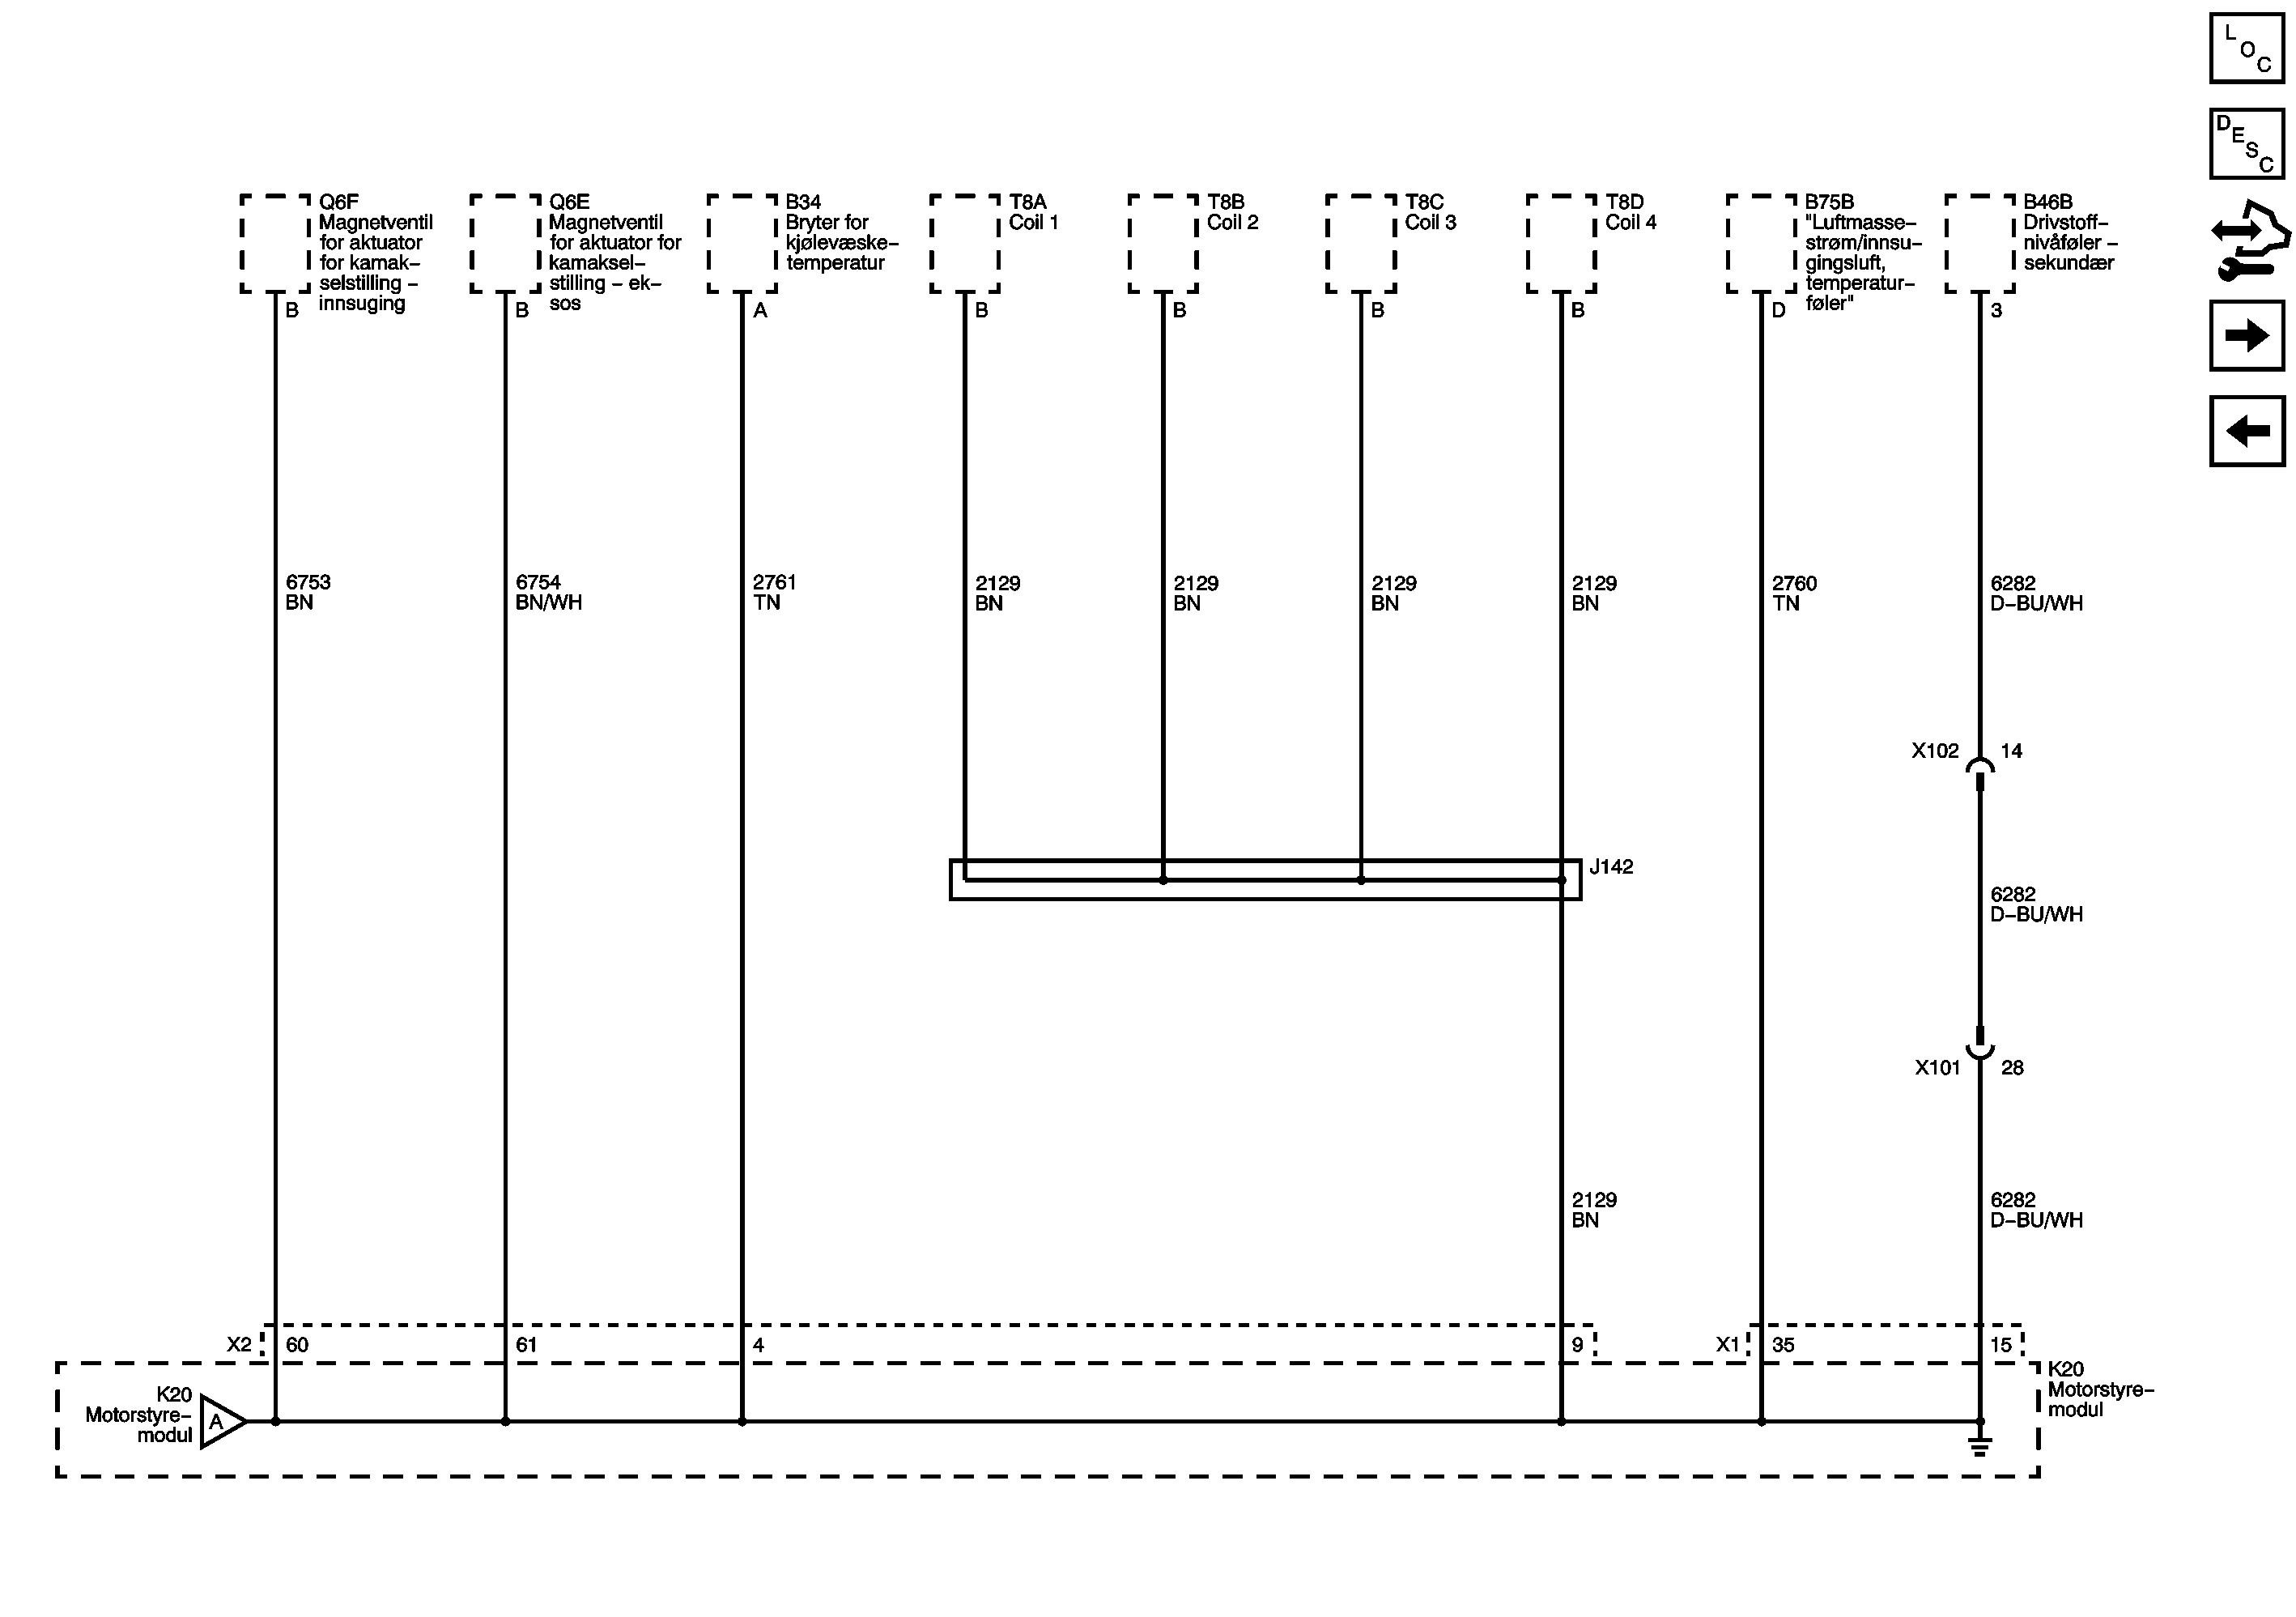 L
O
C
D
E
S
C
Q6F
Magnetventil
for aktuator
for kamak–
selstilling –
innsuging
B
Q6E
Magnetventil
for aktuator for
kamaksel–
stilling – ek–
sos
B
B34
Bryter for
kjølevæske–
temperatur
A
T8A
Coil 1
B
T8B
Coil 2
B
T8C
Coil 3
B
T8D
Coil 4
B
B75B
"Luftmasse–
strøm/innsu–
gingsluft,
temperatur–
føler"
D
B46B
Drivstoff–
nivåføler –
sekundær
3
6753
BN
6754
BN/WH
2761
TN
2129
BN
2129
BN
2129
BN
2129
BN
2760
TN
6282
D–BU/WH
X102 14
J142
6282
D–BU/WH
X101 28
2129
BN
6282
D–BU/WH
X2 60 61 4 9 X1 35 15
K20
Motorstyre–
modul
A
K20
Motorstyre–
modul